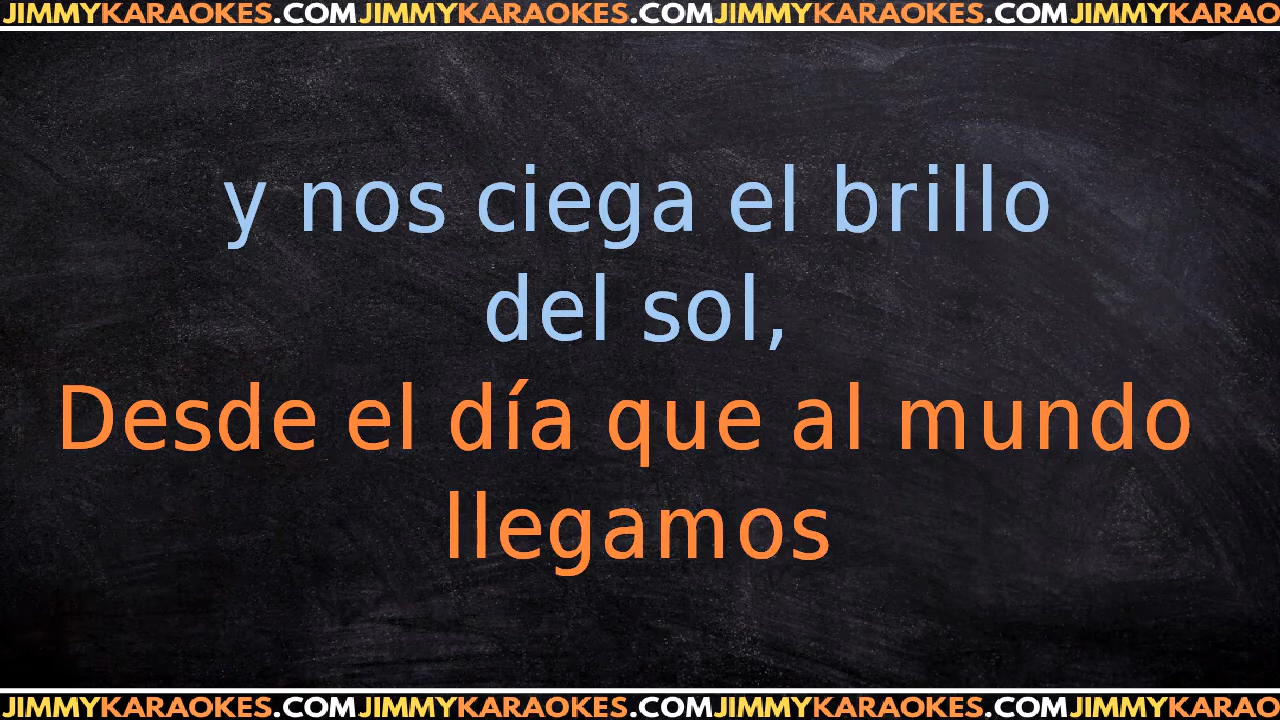 JIMMYKARAOKES.COMJIMMYKARAOKES.COMJIMMYKARAOKES.COMJIMMYKARAO
y nos ciega el brillo
del sol,
Desde el día que al mundo
llegamos
JIMMYKARAOKES.COMJIMMYKARAOKES.COMJIMMYKARAOKES.COMJIMMYKARAO